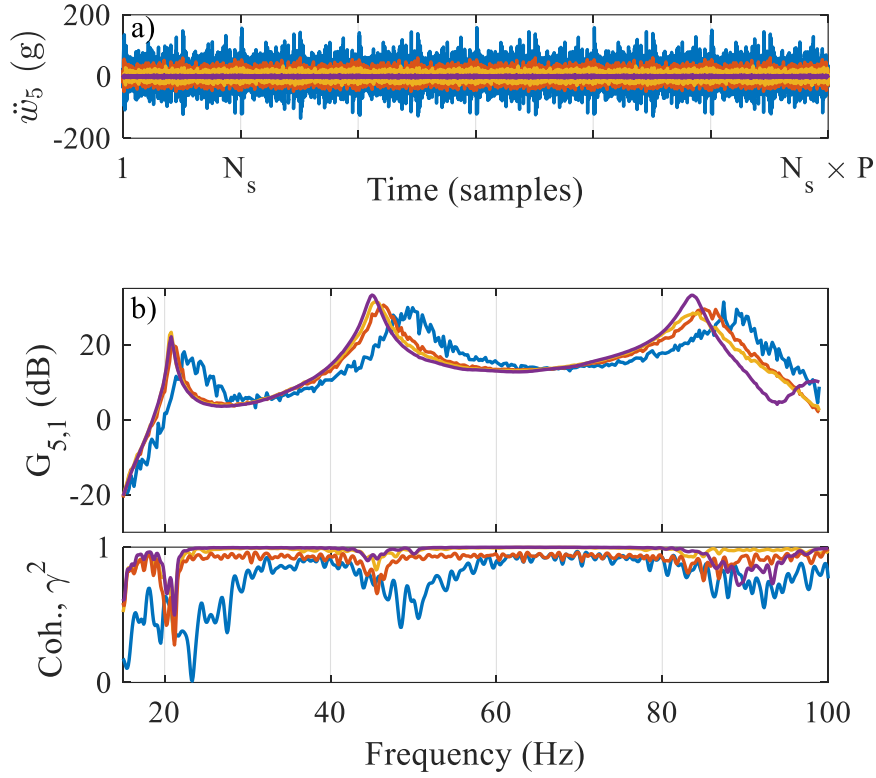 a)
ẅ₅ (g)
200
0
-200
1
Nₛ
Nₛ × P
Time (samples)
b)
G₅,₁ (dB)
20
0
-20
Coh., γ²
1
0
20
40
60
80
100
Frequency (Hz)